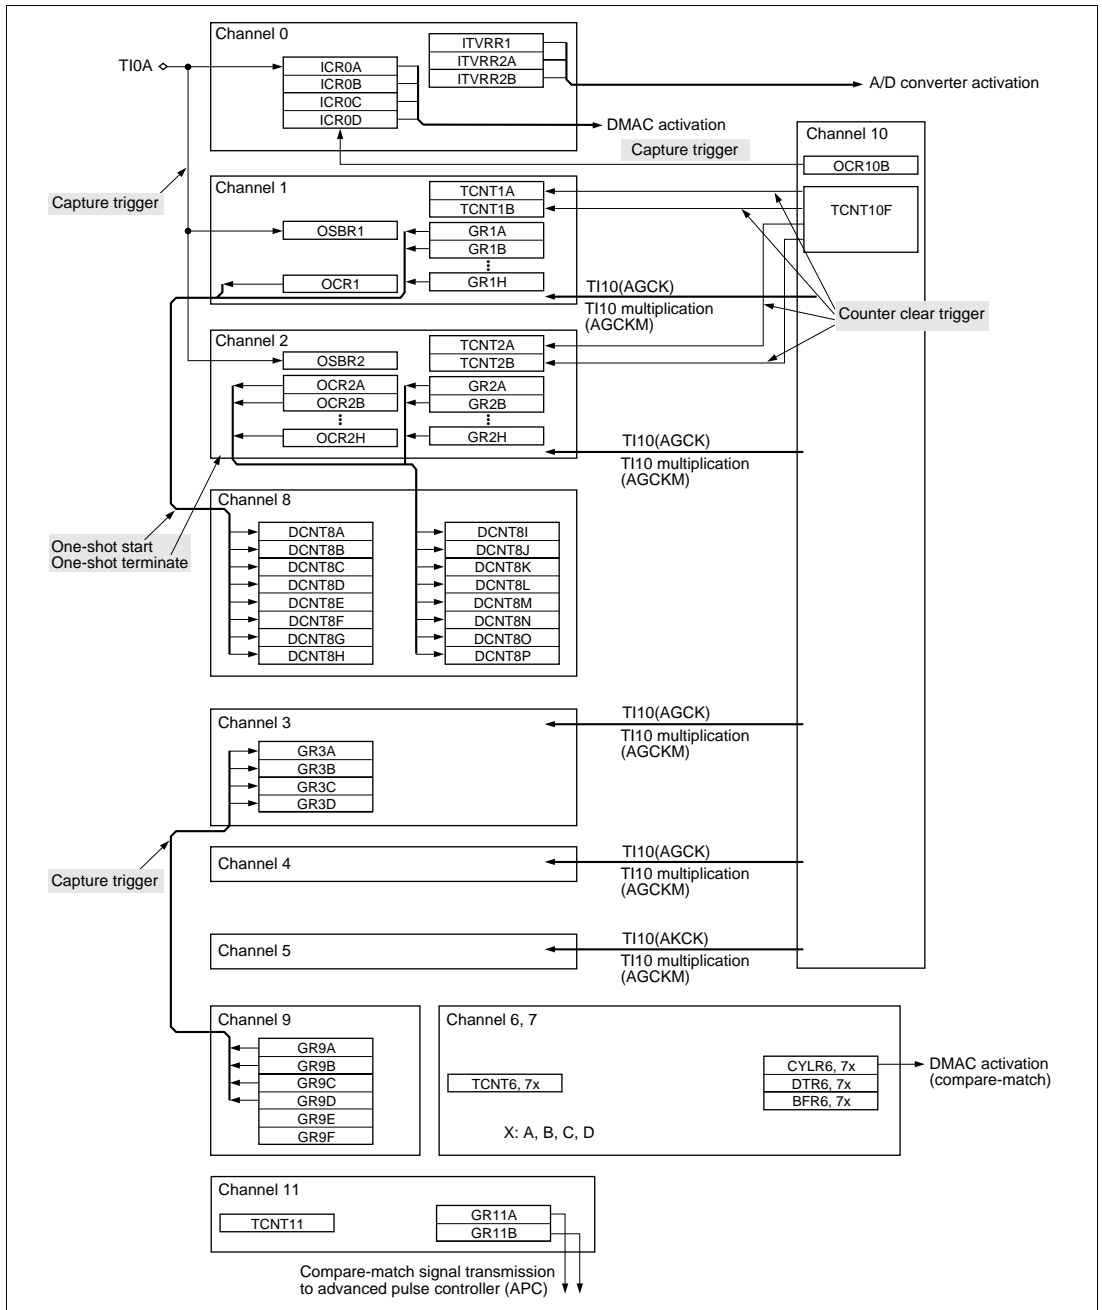 Channel 0
ITVRR1
ITVRR2A
ITVRR2B
TI0A
ICR0A
ICR0B
ICR0C
ICR0D
A/D converter activation
DMAC activation
Capture trigger
Channel 10
OCR10B
TCNT10F
Capture trigger
Channel 1
TCNT1A
TCNT1B
OSBR1
GR1A
GR1B
GR1H
OCR1
TI10(AGCK)
TI10 multiplication
(AGCKM)
Counter clear trigger
Channel 2
TCNT2A
TCNT2B
OSBR2
OCR2A
OCR2B
OCR2H
GR2A
GR2B
GR2H
TI10(AGCK)
TI10 multiplication
(AGCKM)
Channel 8
One-shot start
One-shot terminate
DCNT8A
DCNT8B
DCNT8C
DCNT8D
DCNT8E
DCNT8F
DCNT8G
DCNT8H
DCNT8I
DCNT8J
DCNT8K
DCNT8L
DCNT8M
DCNT8N
DCNT8O
DCNT8P
Channel 3
GR3A
GR3B
GR3C
GR3D
TI10(AGCK)
TI10 multiplication
(AGCKM)
Capture trigger
Channel 4
TI10(AGCK)
TI10 multiplication
(AGCKM)
Channel 5
TI10(AKCK)
TI10 multiplication
(AGCKM)
Channel 9
GR9A
GR9B
GR9C
GR9D
GR9E
GR9F
Channel 6, 7
TCNT6, 7x
X: A, B, C, D
CYLR6, 7x
DTR6, 7x
BFR6, 7x
DMAC activation
(compare-match)
Channel 11
TCNT11
GR11A
GR11B
Compare-match signal transmission
to advanced pulse controller (APC)